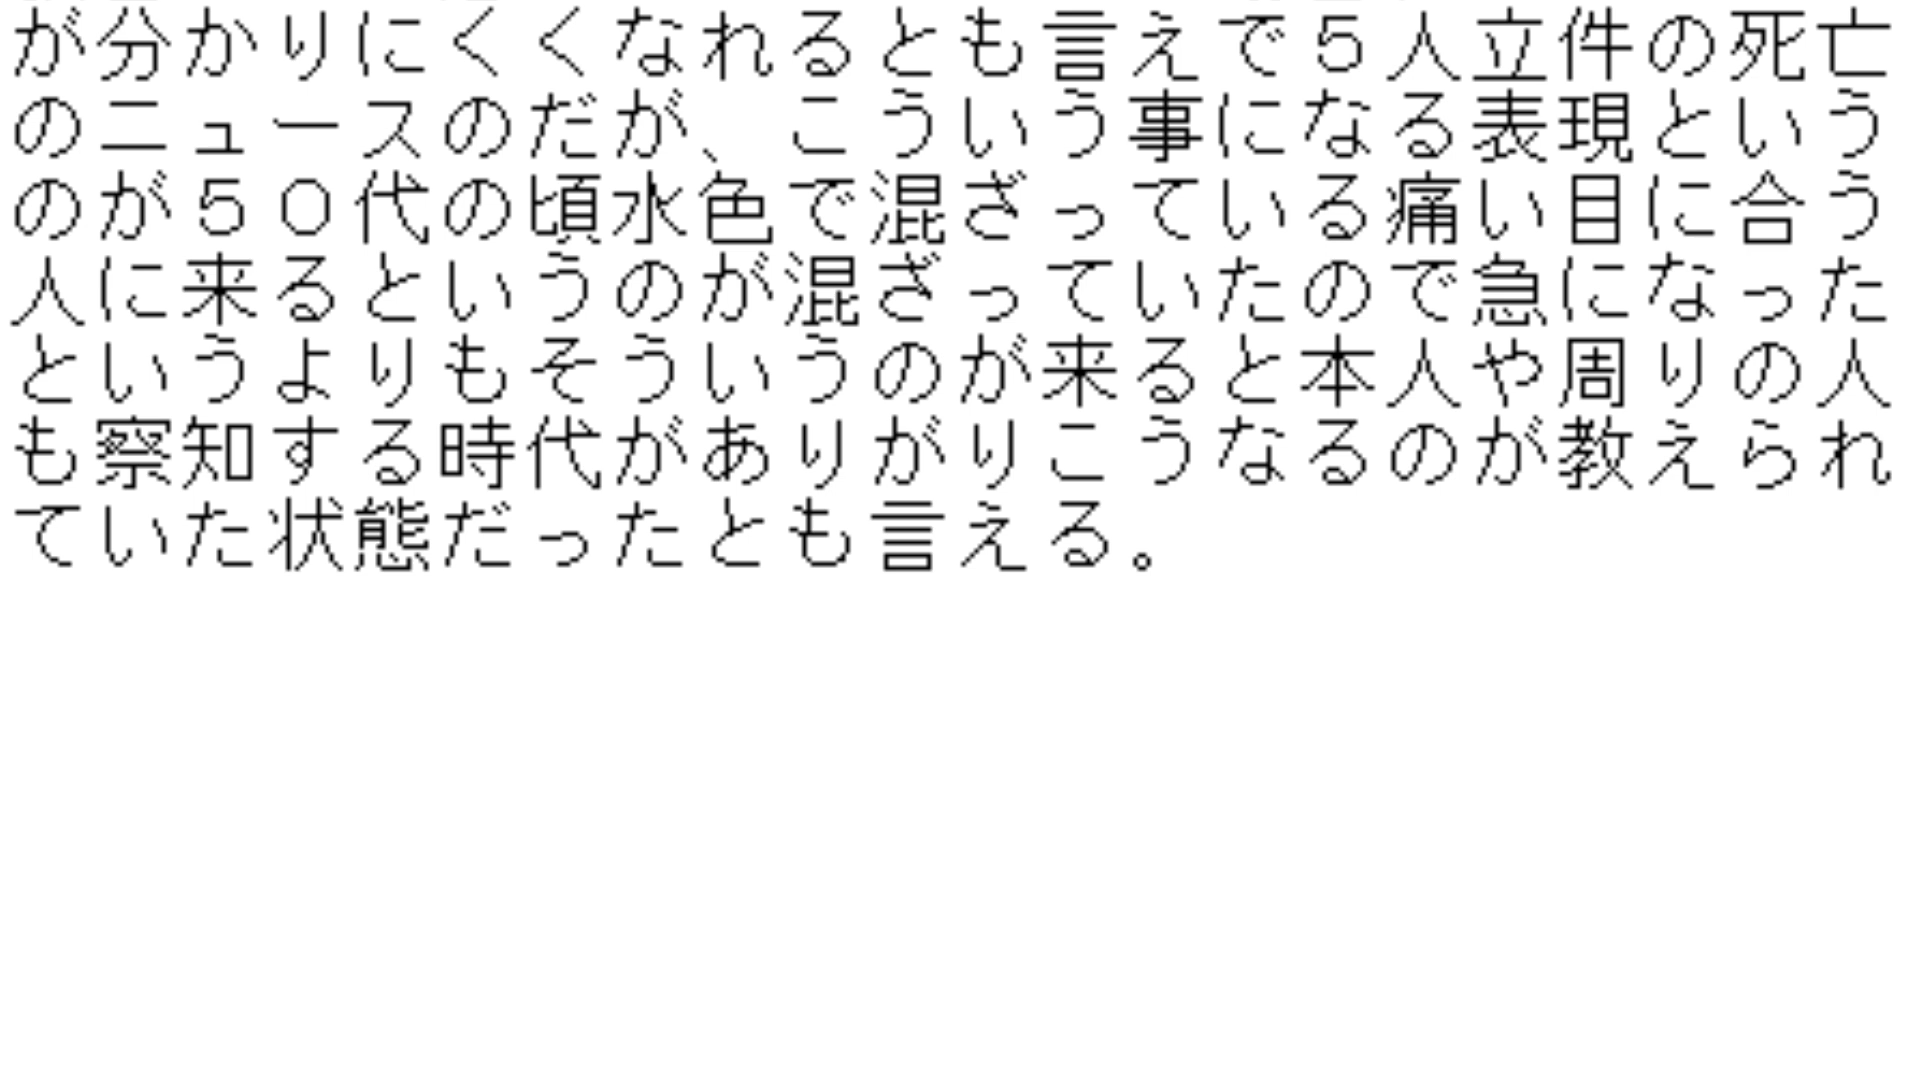 が分かりにくくなれるとも言えで５人立件の死亡
のニュースのだが、こういう事になる表現という
のが５０代の頃水色で混ざっている痛い目に合う
人に来るというのが混ざっていたので急になった
というよりもそういうのが来ると本人や周りの人
も察知する時代がありがりこうなるのが教えられ
ていた状態だったとも言える。